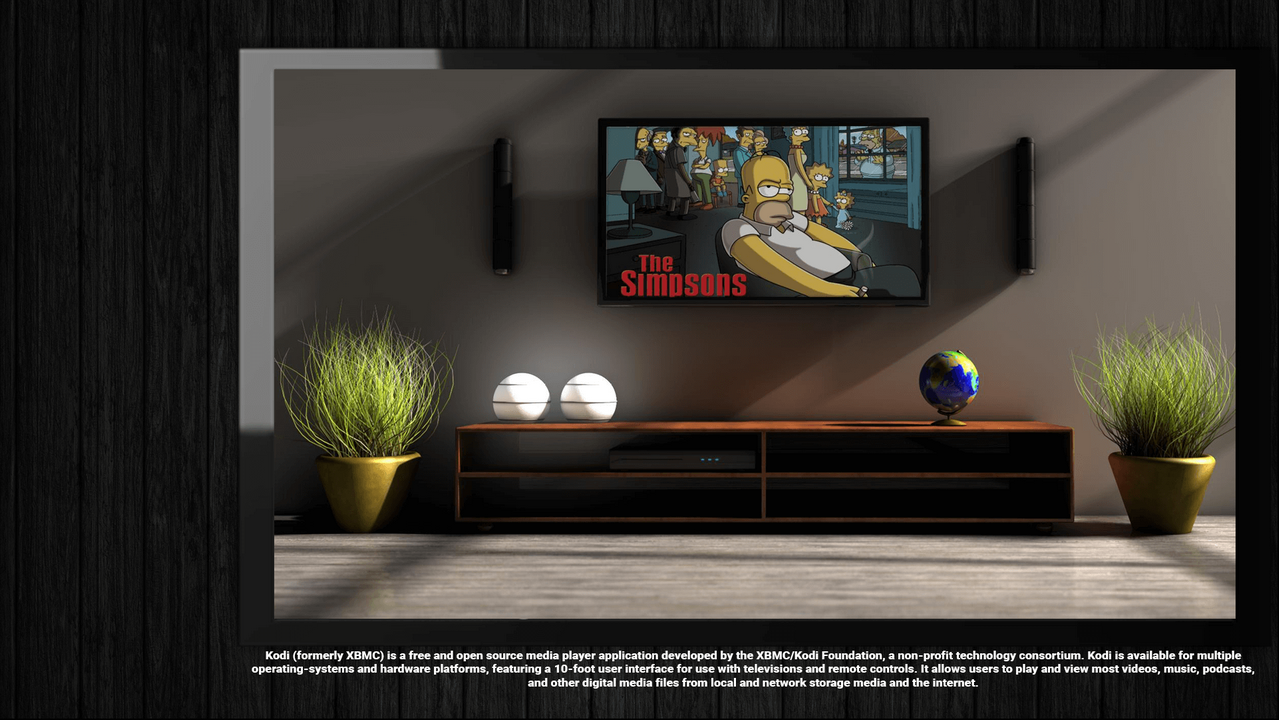 The
Simpsons
Kodi (formerly XBMC) is a free and open source media player application developed by the XBMC/Kodi Foundation, a non-profit technology consortium. Kodi is available for multiple
operating-systems and hardware platforms, featuring a 10-foot user interface for use with televisions and remote controls. It allows users to play and view most videos, music, podcasts,
and other digital media files from local and network storage media and the internet.